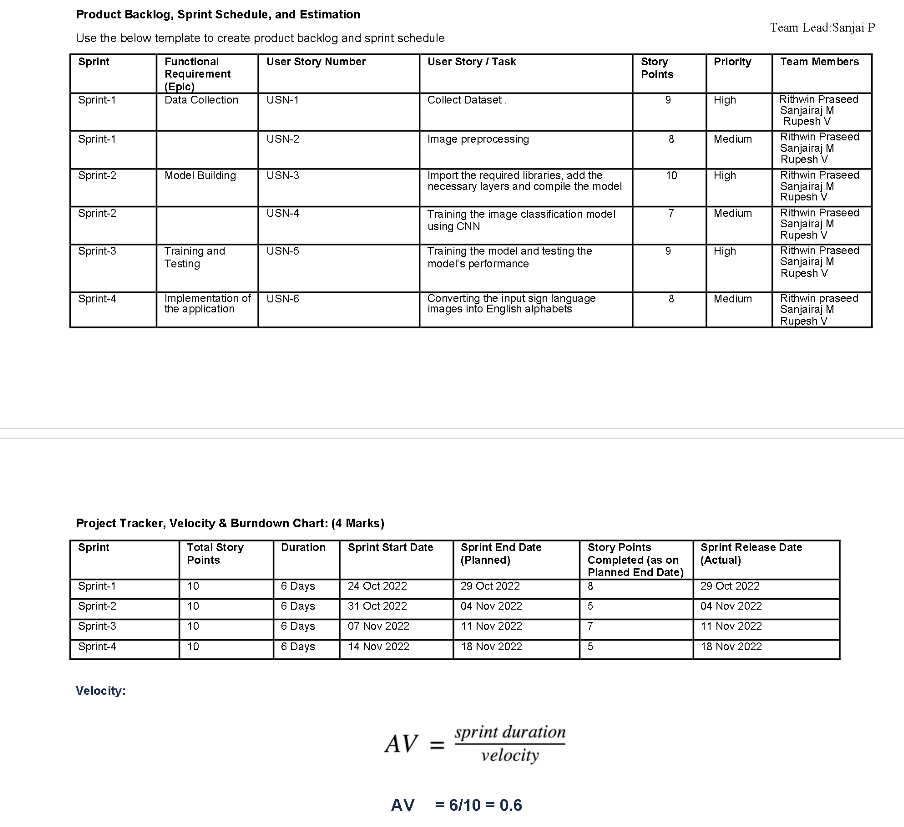 Product Backlog, Sprint Schedule, and Estimation
Team Lead:Sanjai P
Use the below template to create product backlog and sprint schedule
Sprint Functional Requirement (Epic) User Story Number User Story / Task Story Points Priority Team Members
Sprint-1 Data Collection USN-1 Collect Dataset. 9 High Rithwin Praseed Sanjairaj M Rupesh V
Sprint-1 USN-2 Image preprocessing 8 Medium Rithwin Praseed Sanjairaj M Rupesh V
Sprint-2 Model Building USN-3 Import the required libraries, add the necessary layers and compile the model 10 High Rithwin Praseed Sanjairaj M Rupesh V
Sprint-2 USN-4 Training the image classification model using CNN 7 Medium Rithwin Praseed Sanjairaj M Rupesh V
Sprint-3 Training and Testing USN-5 Training the model and testing the model's performance 9 High Rithwin Praseed Sanjairaj M Rupesh V
Sprint-4 Implementation of the application USN-6 Converting the input sign language images into English alphabets 8 Medium Rithwin praseed Sanjairaj M Rupesh V
Project Tracker, Velocity & Burndown Chart: (4 Marks)
Sprint Total Story Points Duration Sprint Start Date Sprint End Date (Planned) Story Points Completed (as on Planned End Date) Sprint Release Date (Actual)
Sprint-1 10 6 Days 24 Oct 2022 29 Oct 2022 8 29 Oct 2022
Sprint-2 10 6 Days 31 Oct 2022 04 Nov 2022 5 04 Nov 2022
Sprint-3 10 6 Days 07 Nov 2022 11 Nov 2022 7 11 Nov 2022
Sprint-4 10 6 Days 14 Nov 2022 18 Nov 2022 5 18 Nov 2022
Velocity:
AV = sprint duration / velocity
AV = 6/10 = 0.6